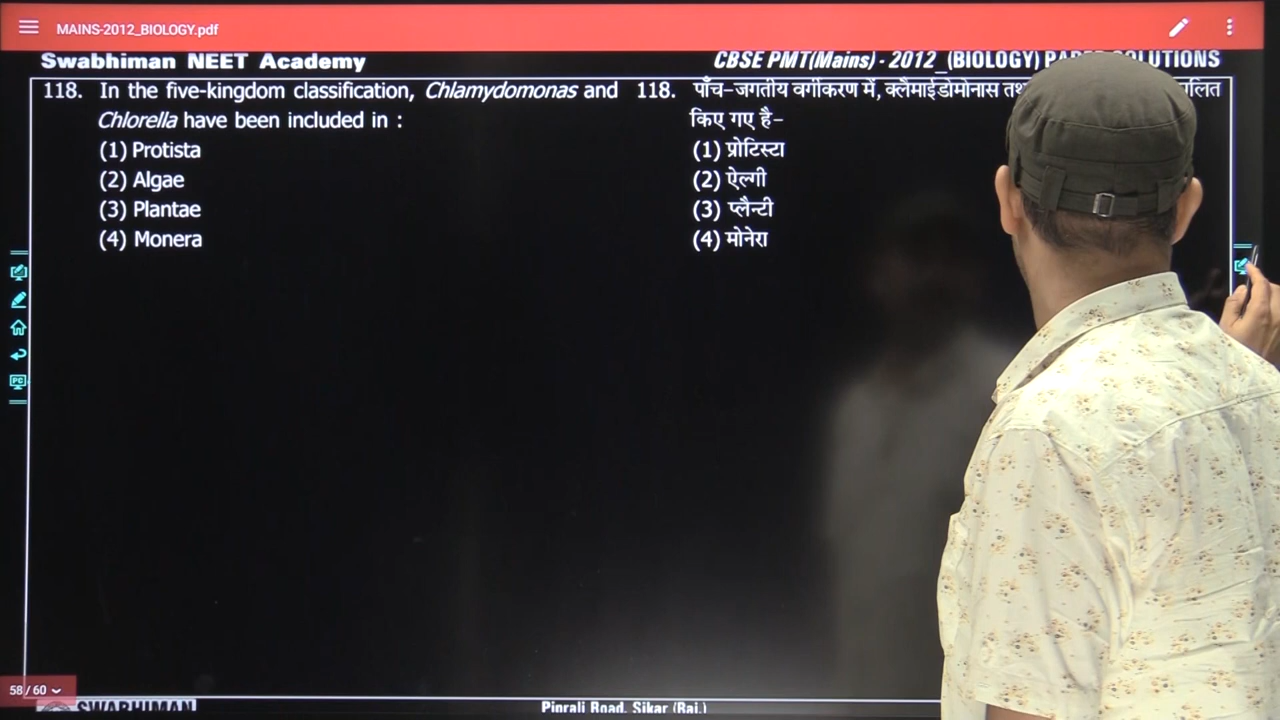 MAINS-2012_BIOLOGY.pdf
Swabhiman NEET Academy
CBSE PMT(Mains) - 2012_(BIOLOGY) PAPER SOLUTIONS
118. In the five-kingdom classification, Chlamydomonas and
Chlorella have been included in :
(1) Protista
(2) Algae
(3) Plantae
(4) Monera
118. पाँच-जगतीय वर्गीकरण में, क्लैमाईडोमोनास
किए गए है-
(1) प्रोटिस्टा
(2) ऐल्गी
(3) प्लैन्टी
(4) मोनेरा
PC
58 / 60
SWABHIMAN
Piprali Road, Sikar (Raj.)